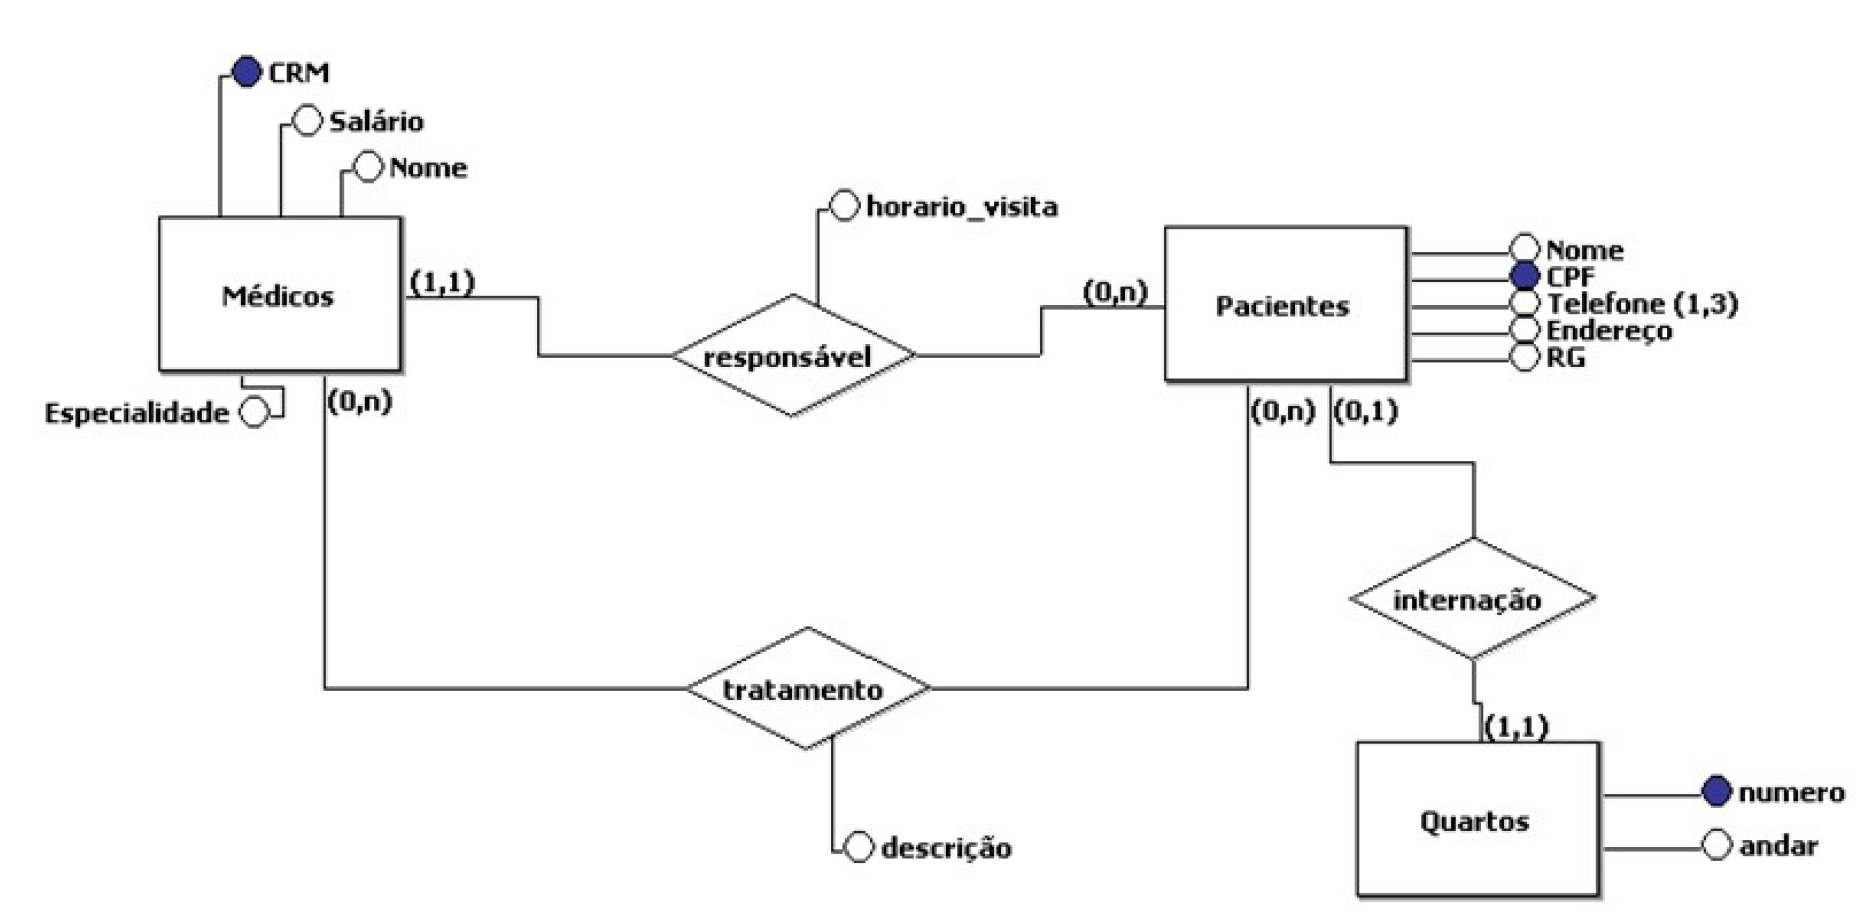 CRM
Salário
Nome
horario_visita
Médicos
(1,1)
responsável
(0,n)
Pacientes
Nome
CPF
Telefone (1,3)
Endereço
RG
Especialidade
(0,n)
(0,n)
(0,1)
internação
tratamento
descrição
(1,1)
Quartos
numero
andar